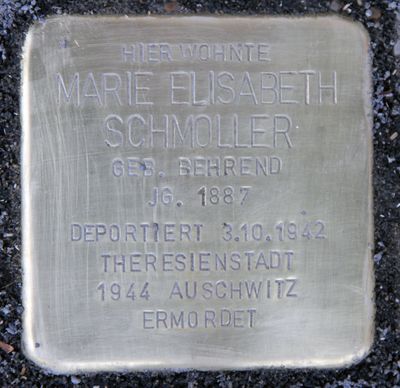 HIER WOHNTE
MARIE ELISABETH
SCHMOLLER
GEB. BEHREND
JG. 1887
DEPORTIERT 3.10.1942
THERESIENSTADT
1944 AUSCHWITZ
ERMORDET